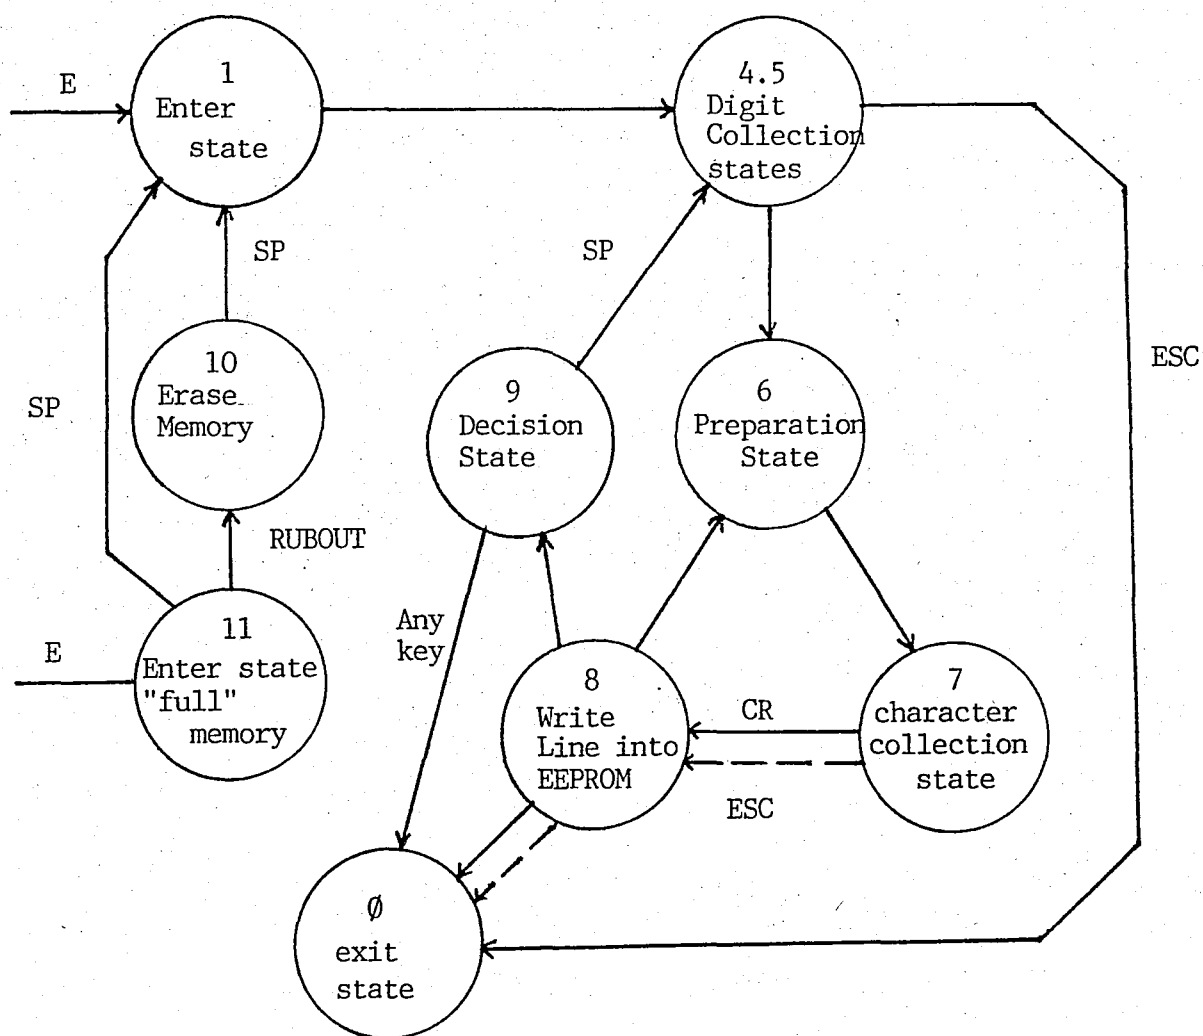 E
1
Enter
state
4.5
Digit
Collection
states
SP
SP
ESC
10
Erase
Memory
SP
9
Decision
State
6
Preparation
State
RUBOUT
Any
key
E
11
Enter state
"full"
memory
8
Write
Line into
EEPROM
CR
ESC
7
character
collection
state
Ø
exit
state